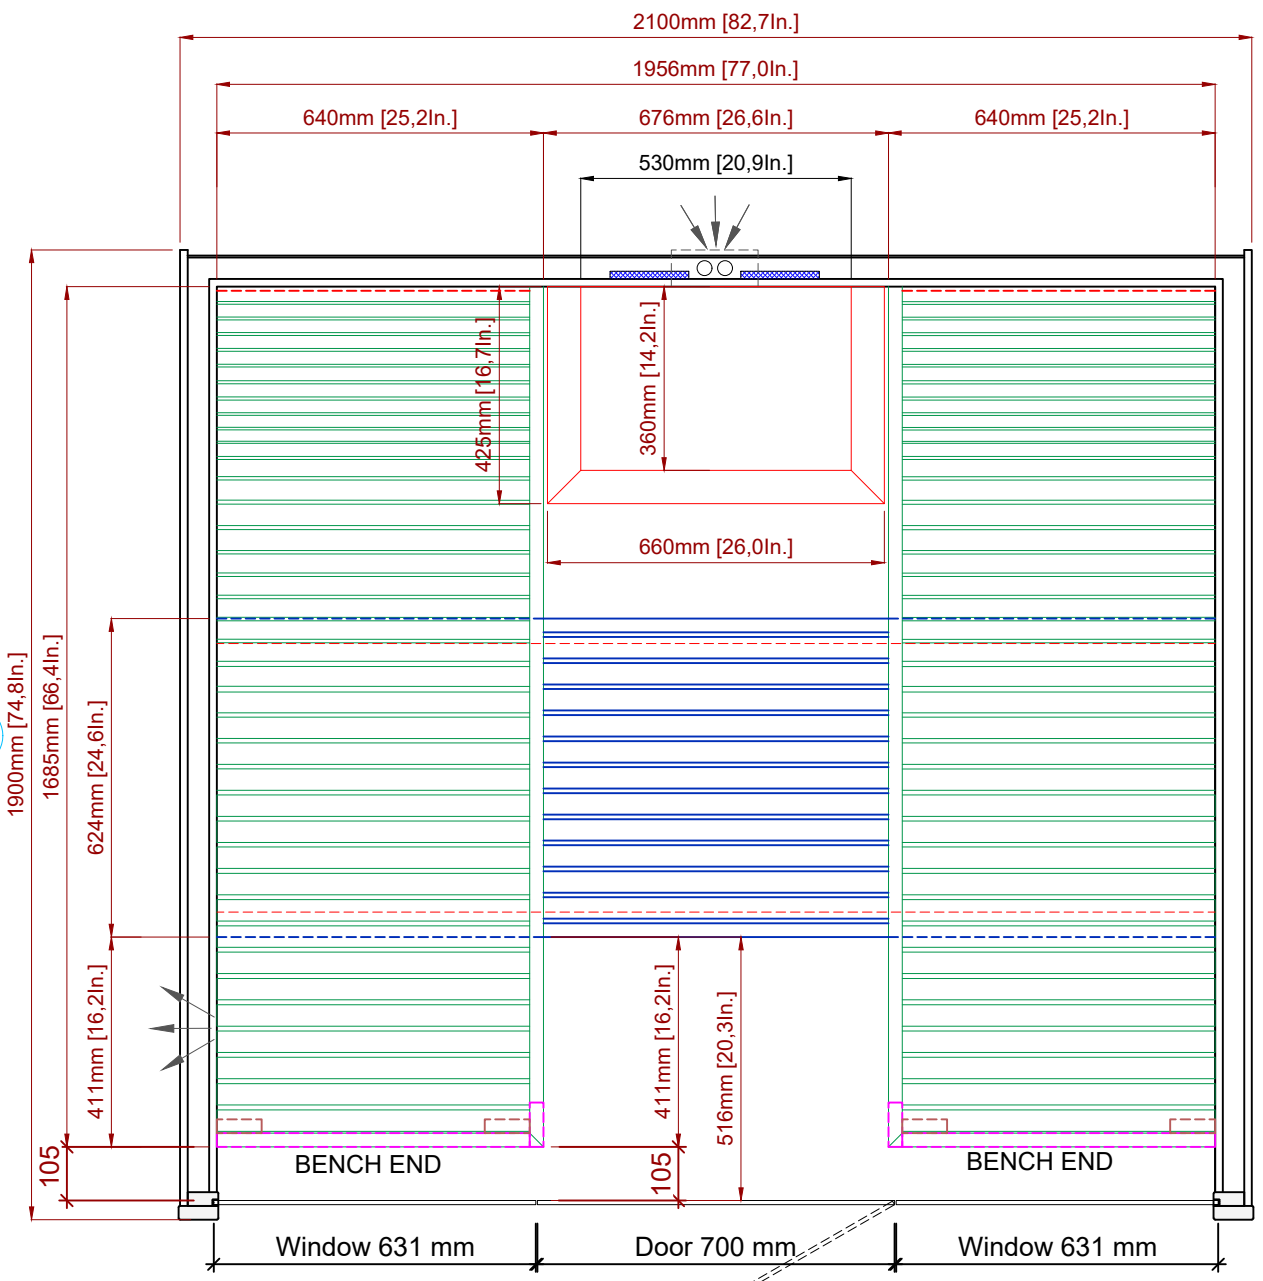 2100mm [82,7In.]
1956mm [77,0In.]
640mm [25,2In.]
676mm [26,6In.]
640mm [25,2In.]
530mm [20,9In.]
425mm [16,7In.]
360mm [14,2In.]
660mm [26,0In.]
1900mm [74,8In.]
1685mm [66,4In.]
624mm [24,6In.]
411mm [16,2In.]
411mm [16,2In.]
516mm [20,3In.]
105
105
BENCH END
BENCH END
Window 631 mm
Door 700 mm
Window 631 mm